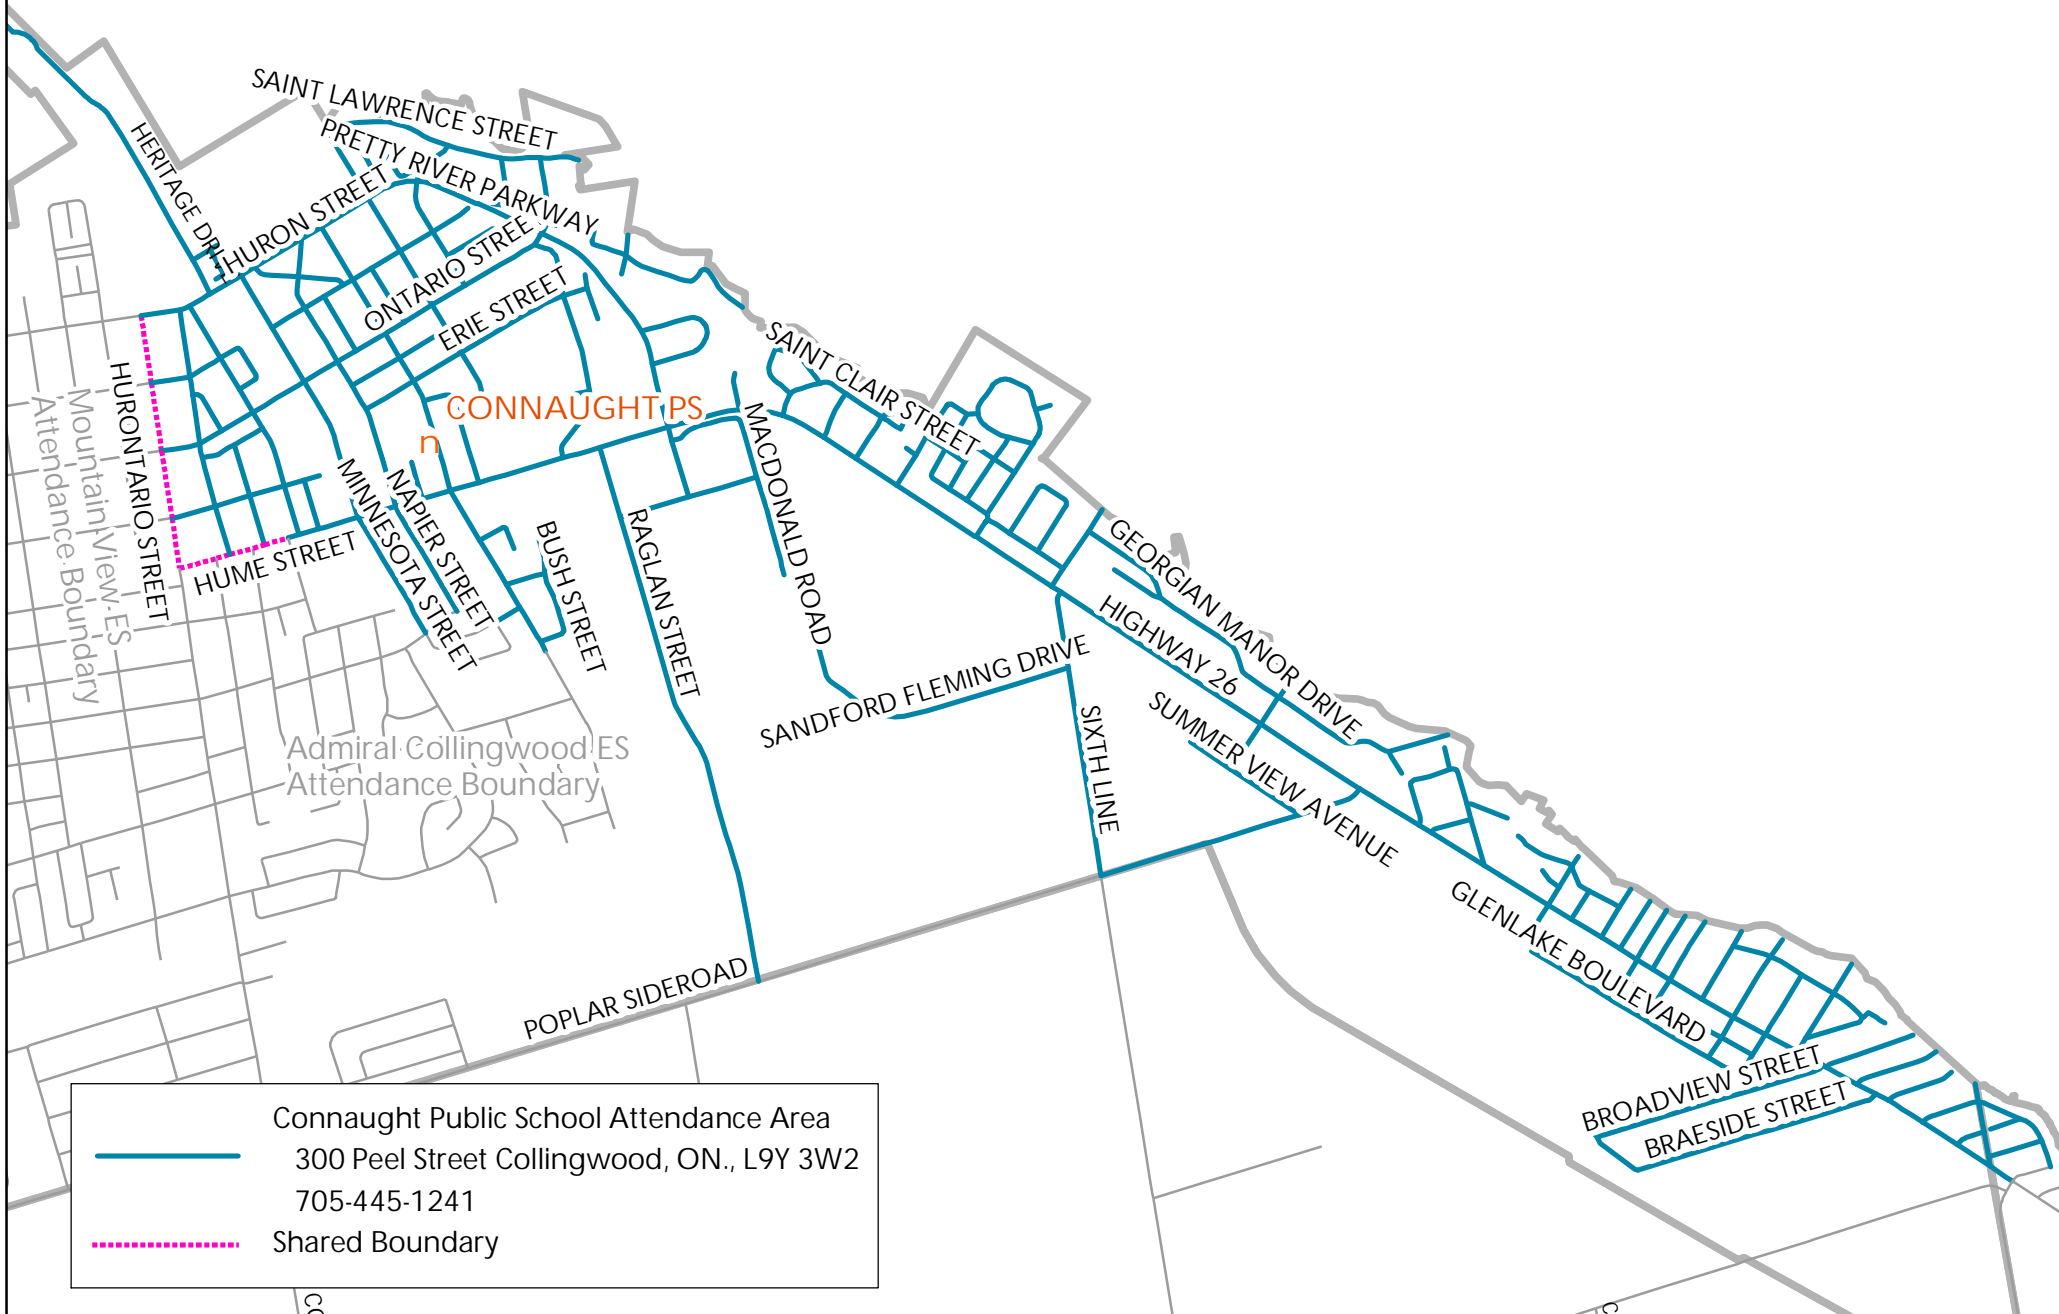 SAINT LAWRENCE STREET
PRETTY RIVER PARKWAY
HERITAGE DRIVE
HURON STREET
ONTARIO STREE
ERIE STREET
SAINT CLAIR STREET
CONNAUGHT PS
n
HURONTARIO STREET
Mountain View ES
Attendance Boundary
MINNESOTA STREET
NAPIER STREET
MACDONALD ROAD
HUME STREET
BUSH STREET
RAGLAN STREET
GEORGIAN MANOR DRIVE
HIGHWAY 26
SANDFORD FLEMING DRIVE
SIXTH LINE
SUMMER VIEW AVENUE
Admiral Collingwood ES
Attendance Boundary
GLENLAKE BOULEVARD
POPLAR SIDEROAD
BROADVIEW STREET
BRAESIDE STREET
Connaught Public School Attendance Area
300 Peel Street Collingwood, ON., L9Y 3W2
705-445-1241
Shared Boundary